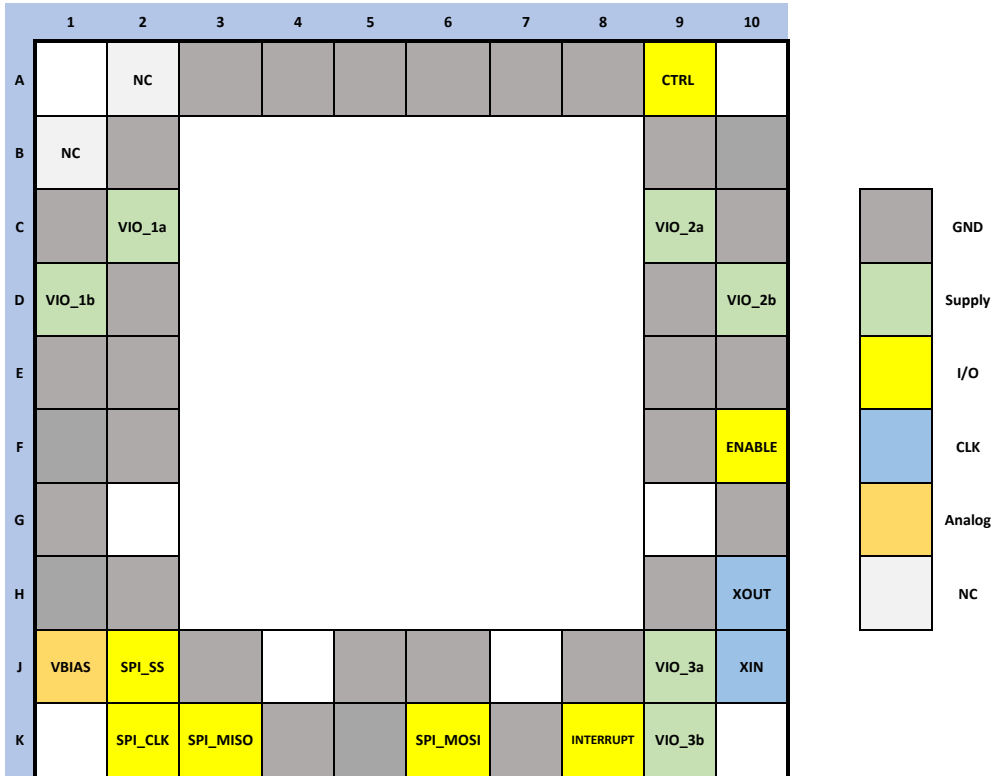 1 2 3 4 5 6 7 8 9 10
A NC CTRL
B NC
C VIO_1a VIO_2a GND
D VIO_1b VIO_2b Supply
E I/O
F ENABLE CLK
G Analog
H XOUT NC
J VBIAS SPI_SS VIO_3a XIN
K SPI_CLK SPI_MISO SPI_MOSI INTERRUPT VIO_3b